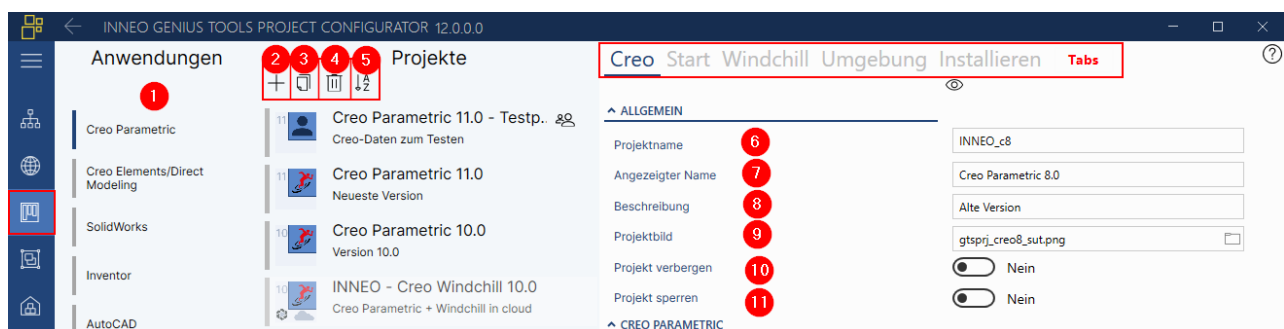 INNEO GENIUS TOOLS PROJECT CONFIGURATOR 12.0.0.0
Anwendungen
1
Creo Parametric
Creo Elements/Direct
Modeling
SolidWorks
Inventor
AutoCAD
Projekte
2 3 4 5
11
Creo Parametric 11.0 - Testp..
Creo-Daten zum Testen
11
Creo Parametric 11.0
Neueste Version
10
Creo Parametric 10.0
Version 10.0
10
INNEO - Creo Windchill 10.0
Creo Parametric + Windchill in cloud
Creo Start Windchill Umgebung Installieren Tabs
?
ALLGEMEIN
Projektname 6 INNEO_c8
Angezeigter Name 7 Creo Parametric 8.0
Beschreibung 8 Alte Version
Projektbild 9 gtsprj_creo8_sut.png
Projekt verbergen 10 Nein
Projekt sperren 11 Nein
CREO PARAMETRIC